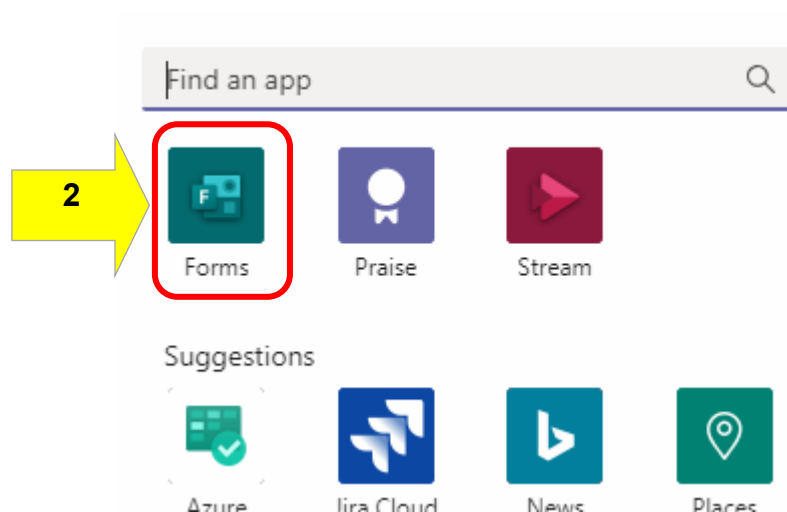 Find an app
2
F
Forms Praise Stream
Suggestions
Azure Jira Cloud News Places